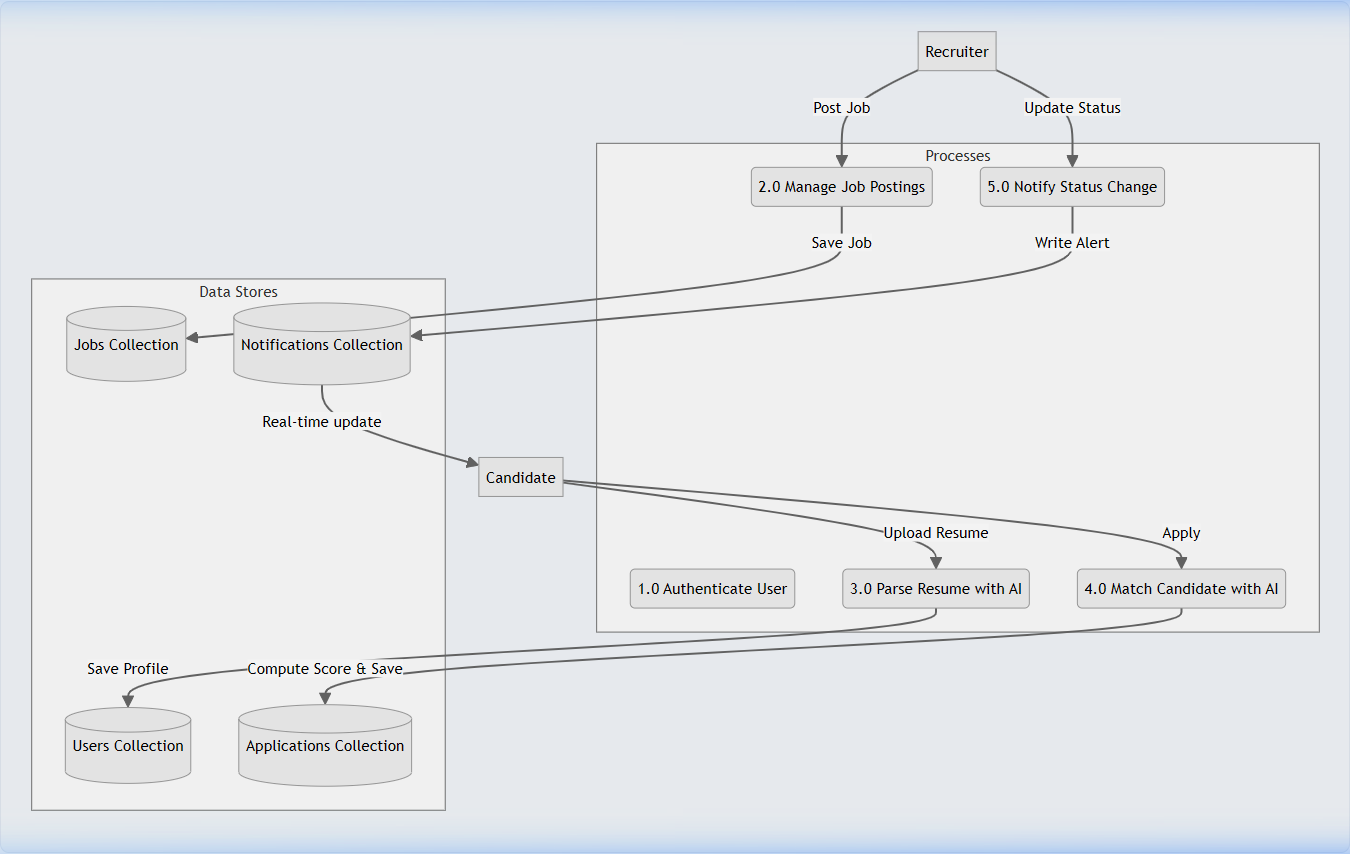 Recruiter
Post Job
Update Status
Processes
2.0 Manage Job Postings
5.0 Notify Status Change
Save Job
Write Alert
Data Stores
Jobs Collection
Notifications Collection
Real-time update
Candidate
Upload Resume
Apply
1.0 Authenticate User
3.0 Parse Resume with AI
4.0 Match Candidate with AI
Save Profile
Compute Score & Save
Users Collection
Applications Collection